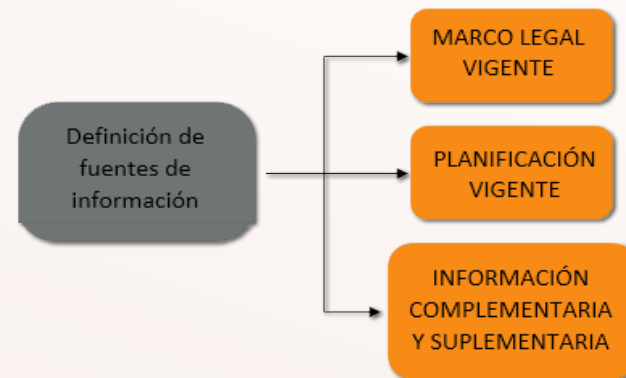 MARCO LEGAL
VIGENTE
Definición de
fuentes de
información
PLANIFICACIÓN
VIGENTE
INFORMACIÓN
COMPLEMENTARIA
Y SUPLEMENTARIA